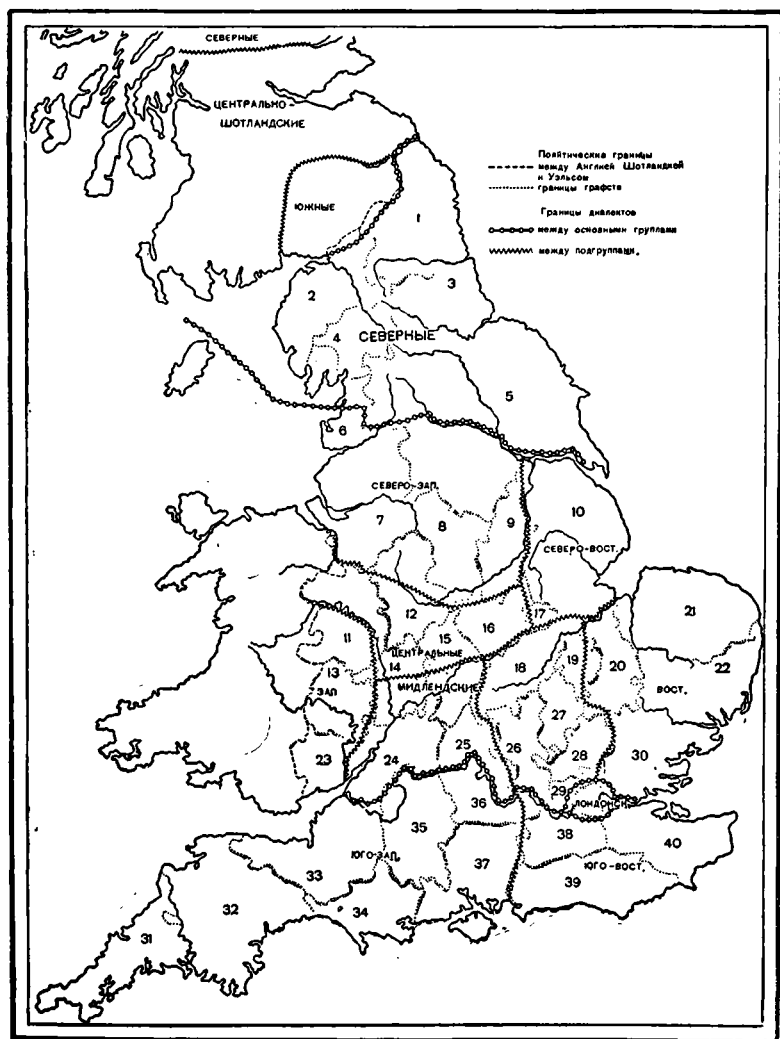 СЕВЕРНЫЕ
ЦЕНТРАЛЬНО-
ШОТЛАНДСКИЕ
Политические границы
между Англией Шотландией
и Уэльсом
границы графств
Границы диалектов
между основными группами
между подгруппами.
ЮЖНЫЕ
1
2
3
4
СЕВЕРНЫЕ
5
6
СЕВЕРО-ЗАП.
7
8
9
10
СЕВЕРО-ВОСТ.
11
12
15
16
17
21
ЦЕНТРАЛЬНЫЕ
13
14
18
19
20
22
МИДЛЕНДСКИЕ
ЗАП
ВОСТ.
23
24
25
26
27
28
30
29
ЛОНДОНСК.
36
35
38
40
33
ЮГО-ЗАП.
37
39
ЮГО-ВОСТ.
32
34
31